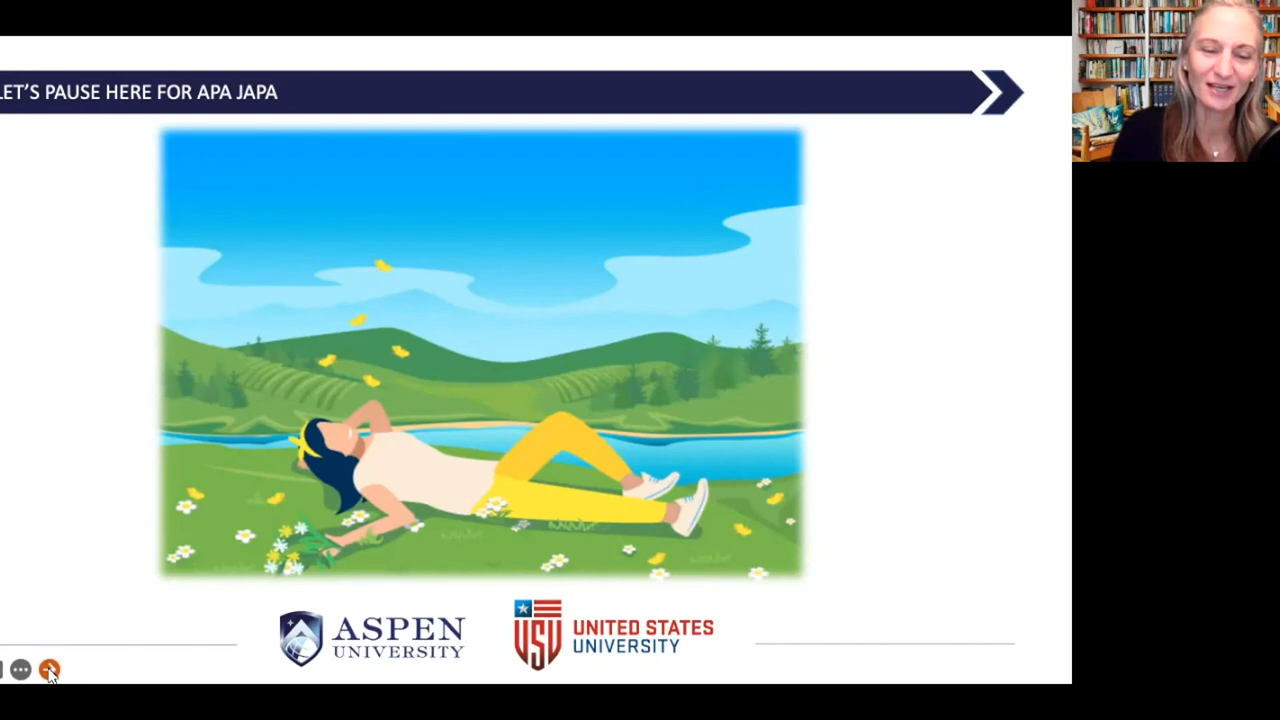 LET'S PAUSE HERE FOR APA JAPA
ASPEN
UNIVERSITY
USU
UNITED STATES
UNIVERSITY